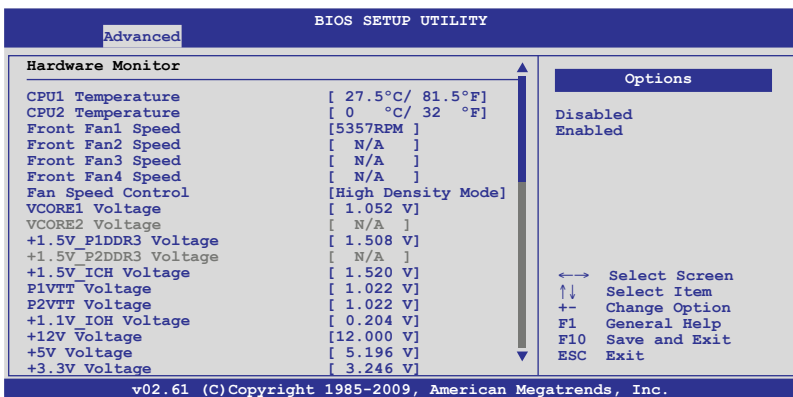 BIOS SETUP UTILITY
Advanced
Hardware Monitor
CPU1 Temperature [ 27.5°C/ 81.5°F]
CPU2 Temperature [ 0 °C/ 32 °F]
Front Fan1 Speed [5357RPM ]
Front Fan2 Speed [ N/A ]
Front Fan3 Speed [ N/A ]
Front Fan4 Speed [ N/A ]
Fan Speed Control [High Density Mode]
VCORE1 Voltage [ 1.052 V]
VCORE2 Voltage [ N/A ]
+1.5V_P1DDR3 Voltage [ 1.508 V]
+1.5V_P2DDR3 Voltage [ N/A ]
+1.5V_ICH Voltage [ 1.520 V]
P1VTT Voltage [ 1.022 V]
P2VTT Voltage [ 1.022 V]
+1.1V_IOH Voltage [ 0.204 V]
+12V Voltage [12.000 V]
+5V Voltage [ 5.196 V]
+3.3V Voltage [ 3.246 V]
Options
Disabled
Enabled
←→ Select Screen
↑↓ Select Item
+- Change Option
F1 General Help
F10 Save and Exit
ESC Exit
v02.61 (C)Copyright 1985-2009, American Megatrends, Inc.